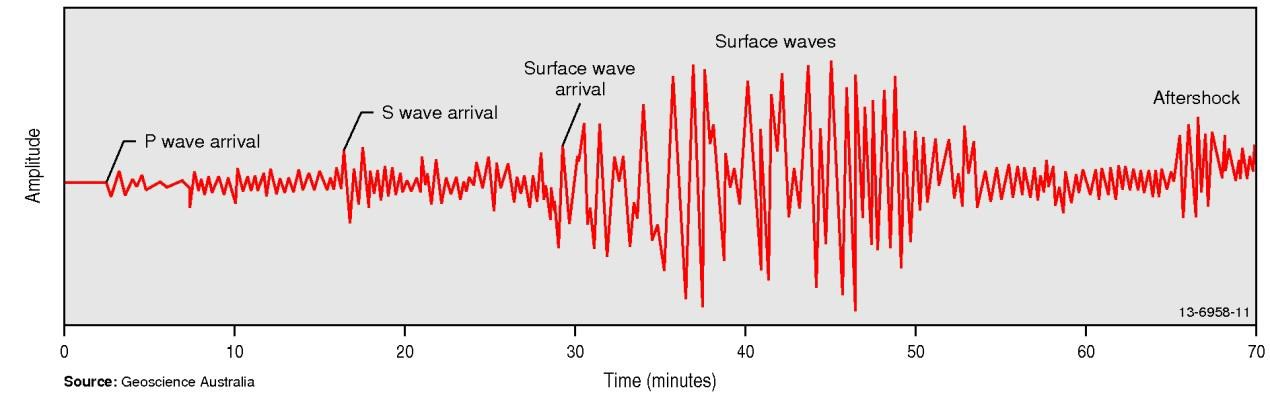 Surface waves
Surface wave
arrival
Aftershock
S wave arrival
P wave arrival
Amplitude
13-6958-11
0 10 20 30 40 50 60 70
Source: Geoscience Australia
Time (minutes)